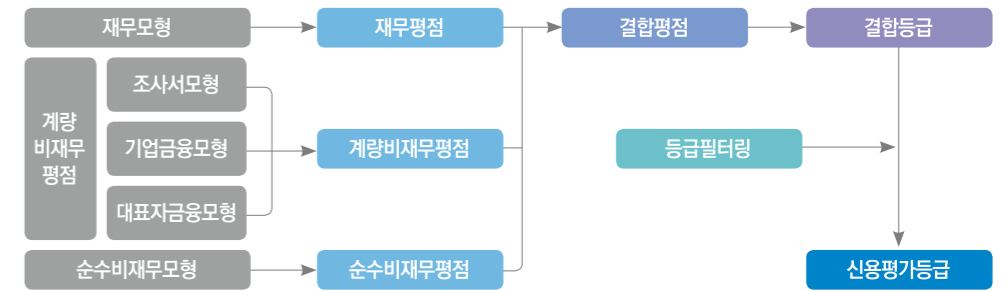 재무모형
재무평점
결합평점
결합등급
계량
비재무
평점
조사서모형
기업금융모형
대표자금융모형
계량비재무평점
등급필터링
순수비재무모형
순수비재무평점
신용평가등급